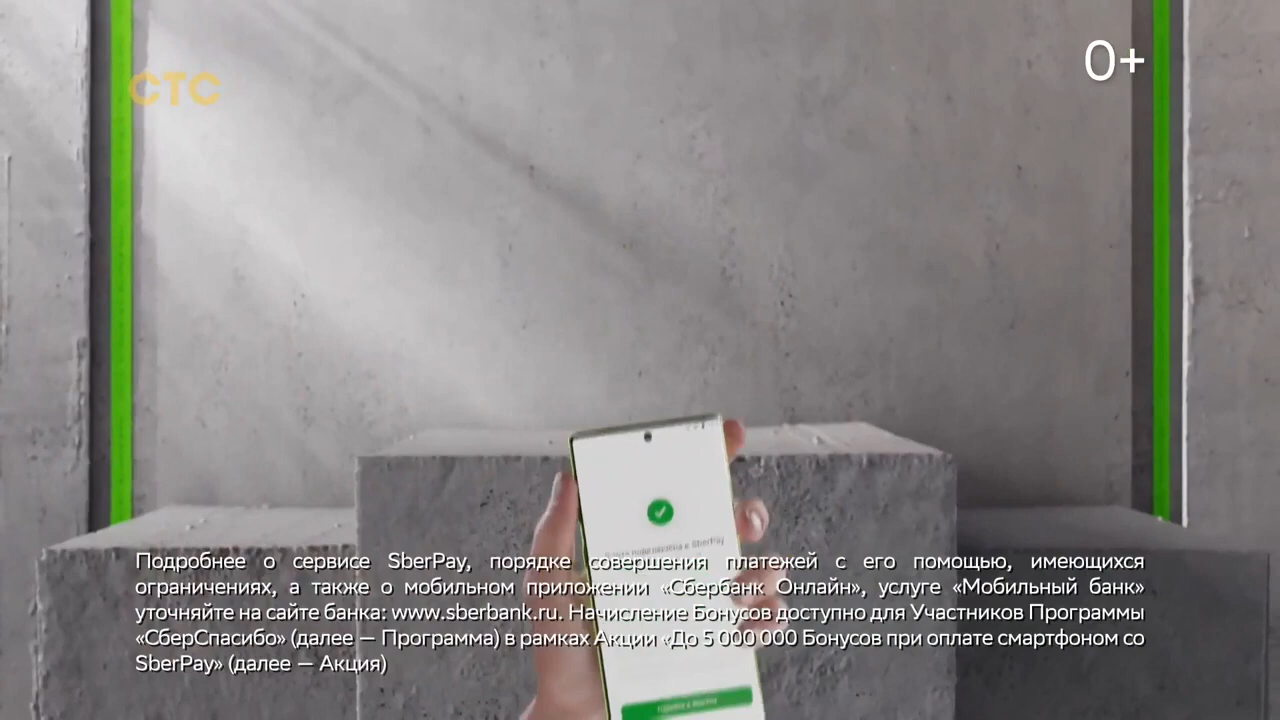 СТС
0+
SberPay
Подробнее о сервисе SberPay, порядке совершения платежей с его помощью, имеющихся
ограничениях, а также о мобильном приложении «Сбербанк Онлайн», услуге «Мобильный банк»
уточняйте на сайте банка: www.sberbank.ru. Начисление Бонусов доступно для Участников Программы
«СберСпасибо» (далее — Программа) в рамках Акции «До 5 000 000 Бонусов при оплате смартфоном со
SberPay» (далее — Акция)